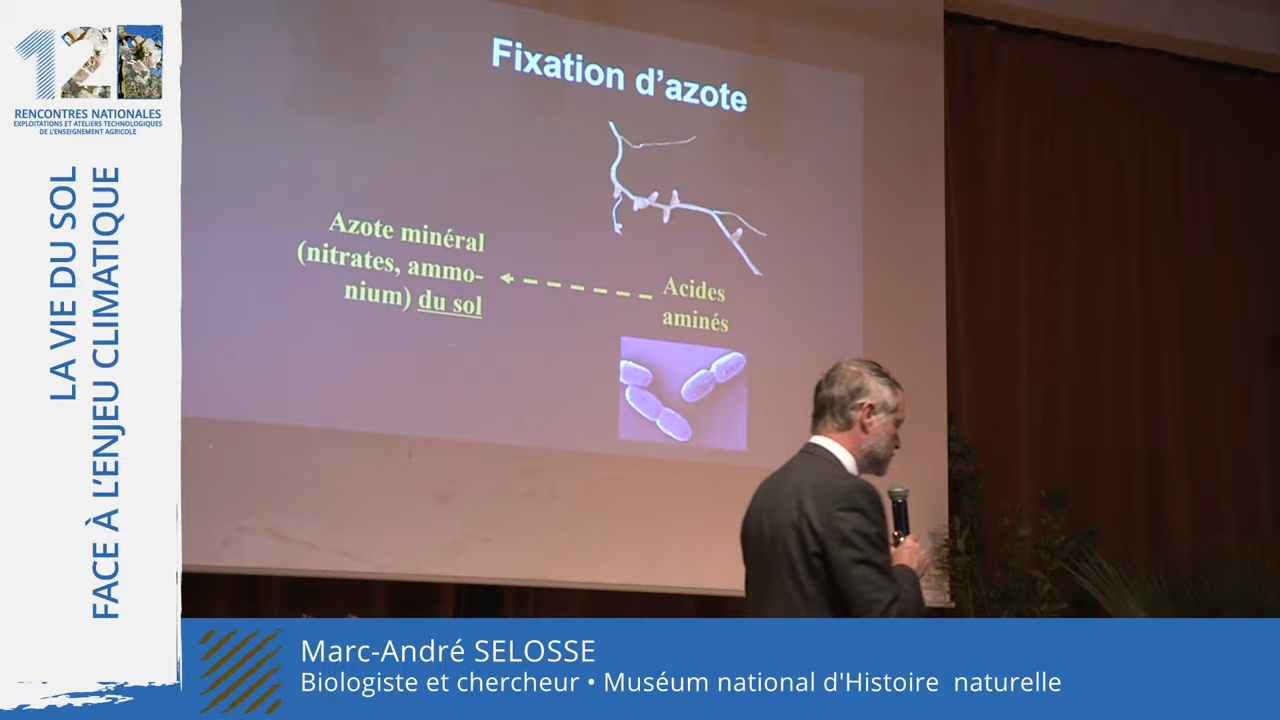 12es
RENCONTRES NATIONALES
EXPLOITATIONS ET ATELIERS TECHNOLOGIQUES
DE L'ENSEIGNEMENT AGRICOLE
LA VIE DU SOL
FACE À L'ENJEU CLIMATIQUE
Fixation d'azote
Azote minéral
(nitrates, ammo-
nium) du sol
Acides
aminés
Marc-André SELOSSE
Biologiste et chercheur • Muséum national d'Histoire naturelle